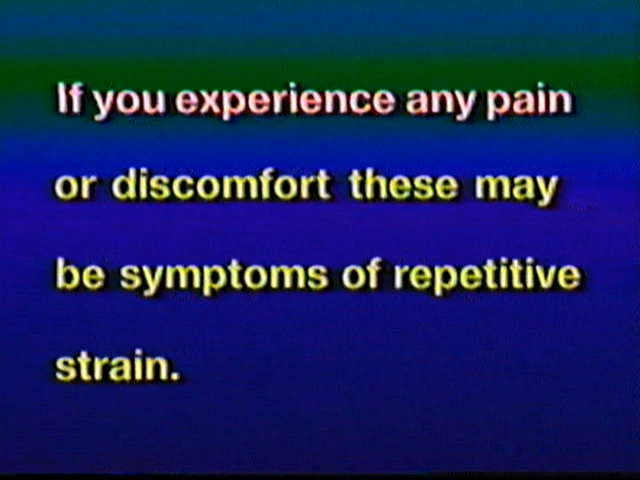 If you experience any pain
or discomfort these may
be symptoms of repetitive
strain.